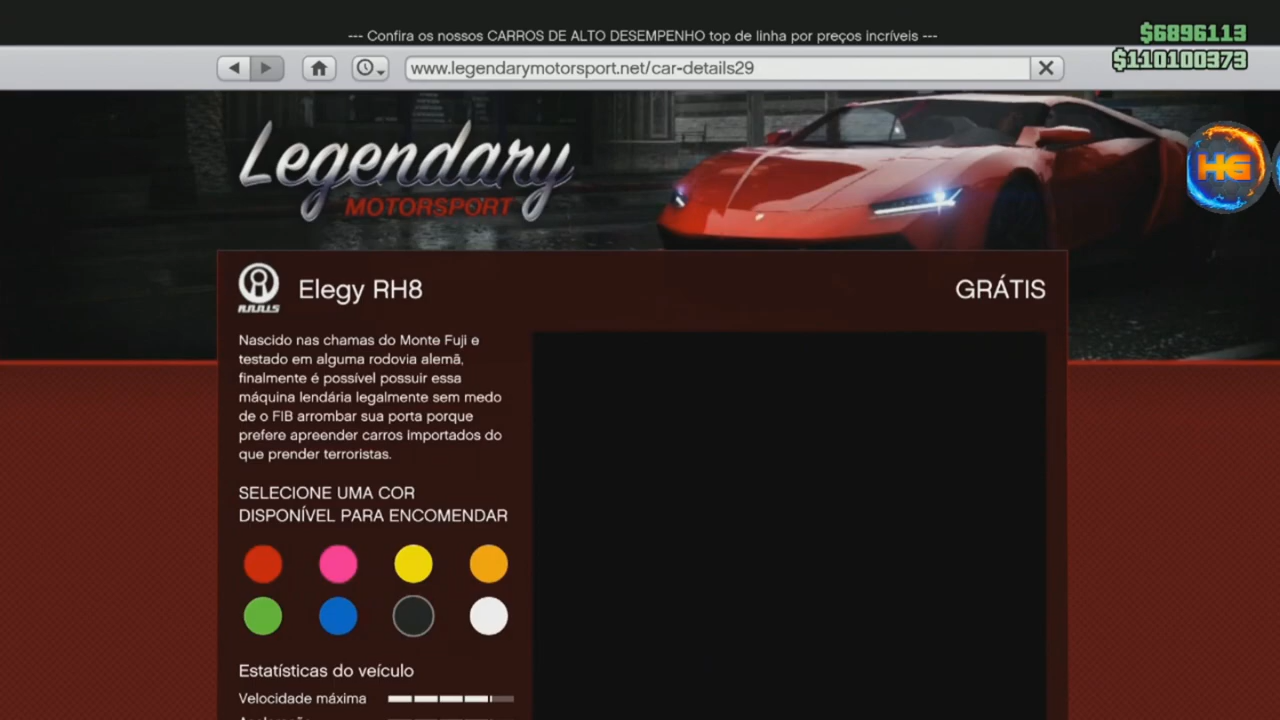 --- Confira os nossos CARROS DE ALTO DESEMPENHO top de linha por preços incríveis ---
$6896113
$110100373
www.legendarymotorsport.net/car-details29
Legendary
MOTORSPORT
HG
Elegy RH8
GRÁTIS
Nascido nas chamas do Monte Fuji e
testado em alguma rodovia alemã,
finalmente é possível possuir essa
máquina lendária legalmente sem medo
de o FIB arrombar sua porta porque
prefere apreender carros importados do
que prender terroristas.
SELECIONE UMA COR
DISPONÍVEL PARA ENCOMENDAR
Estatísticas do veículo
Velocidade máxima